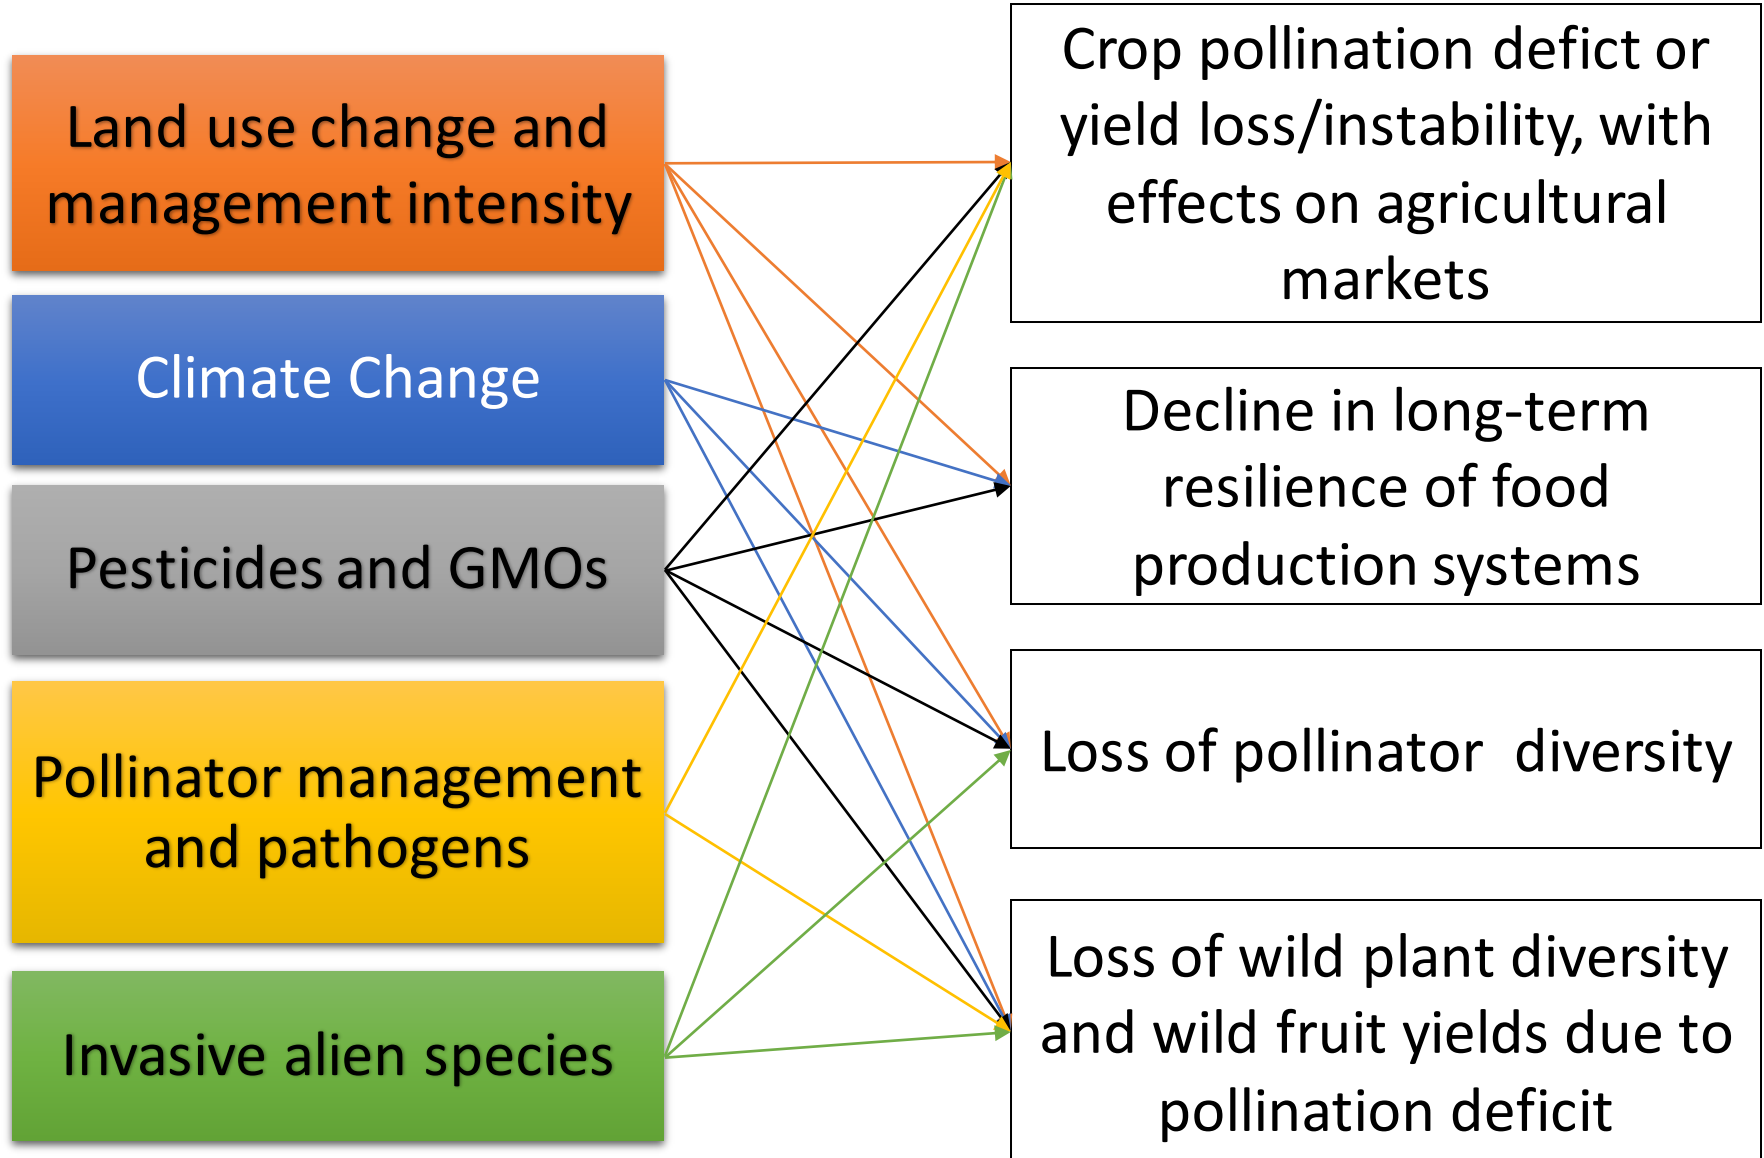 Land use change and
management intensity
Climate Change
Pesticides and GMOs
Pollinator management
and pathogens
Invasive alien species
Crop pollination defict or
yield loss/instability, with
effects on agricultural
markets
Decline in long-term
resilience of food
production systems
Loss of pollinator  diversity
Loss of wild plant diversity
and wild fruit yields due to
pollination deficit